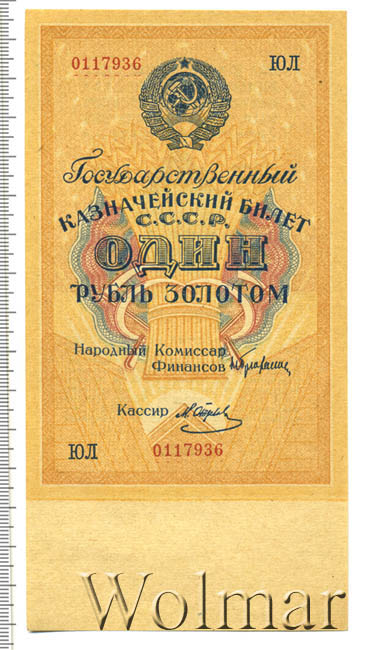 0117936 ЮЛ
Государственный
КАЗНАЧЕЙСКИЙ БИЛЕТ
С.С.С.Р.
ОДИН
РУБЛЬ ЗОЛОТОМ
Народный Комиссар
Финансов
Кассир
ЮЛ 0117936
Wolmar